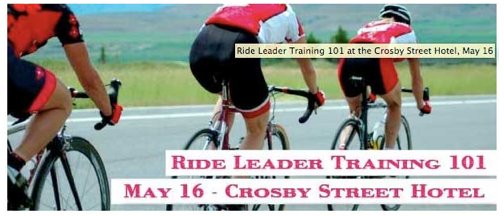 Ride Leader Training 101 at the Crosby Street Hotel, May 16
RIDE LEADER TRAINING 101
MAY 16 - CROSBY STREET HOTEL